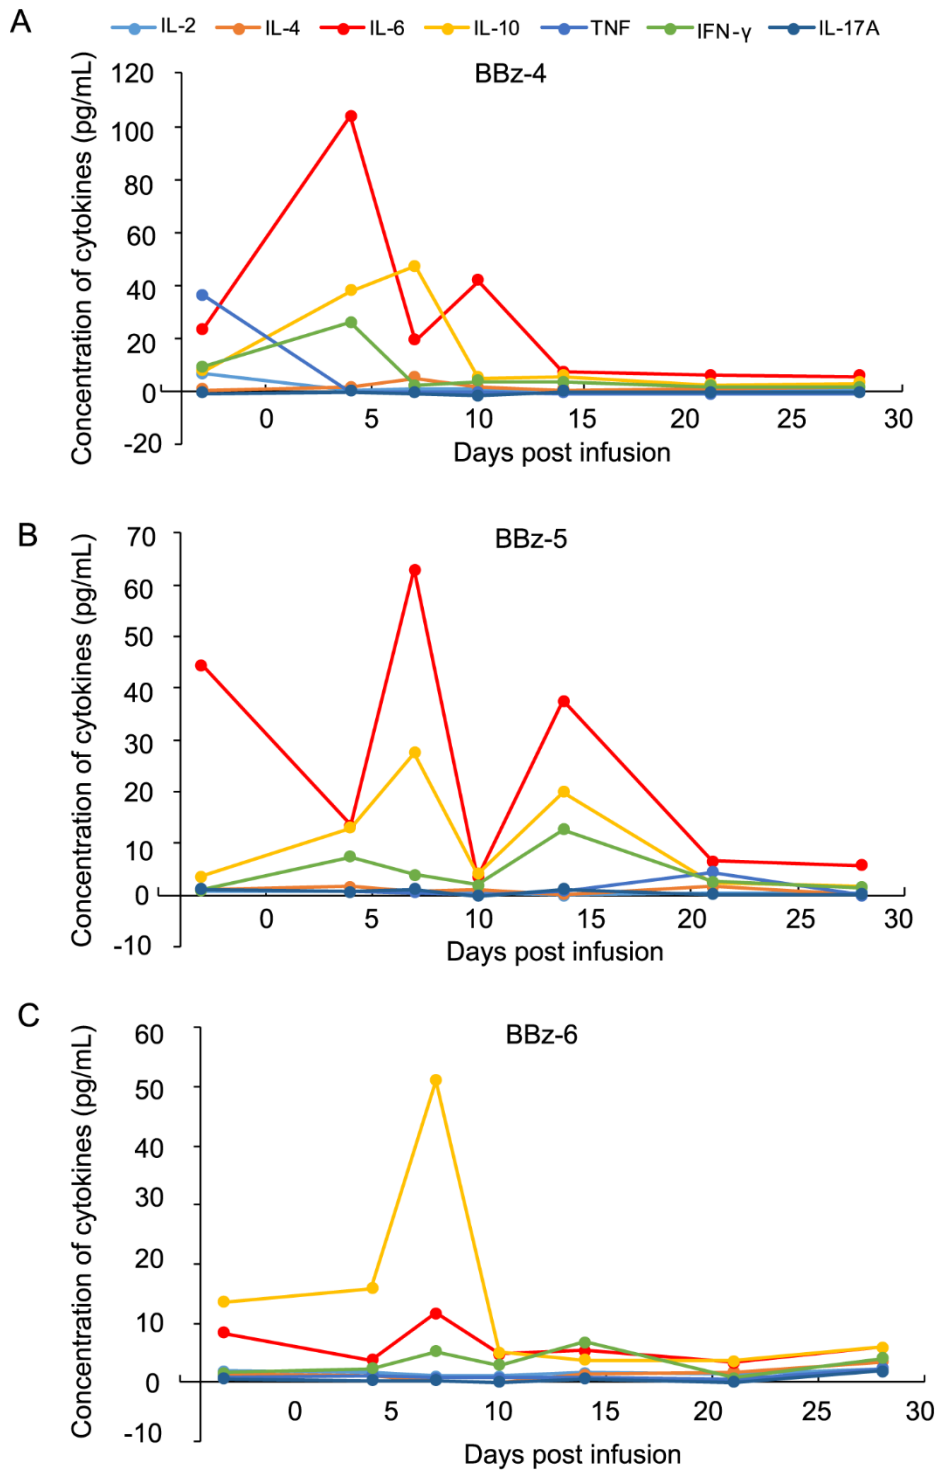 A
IL-2 IL-4 IL-6 IL-10 TNF IFN-γ IL-17A
BBz-4
Concentration of cytokines (pg/mL)
120
100
80
60
40
20
0
-20
0 5 10 15 20 25 30
Days post infusion
B
BBz-5
Concentration of cytokines (pg/mL)
70
60
50
40
30
20
10
0
-10
0 5 10 15 20 25 30
Days post infusion
C
BBz-6
Concentration of cytokines (pg/mL)
60
50
40
30
20
10
0
-10
0 5 10 15 20 25 30
Days post infusion